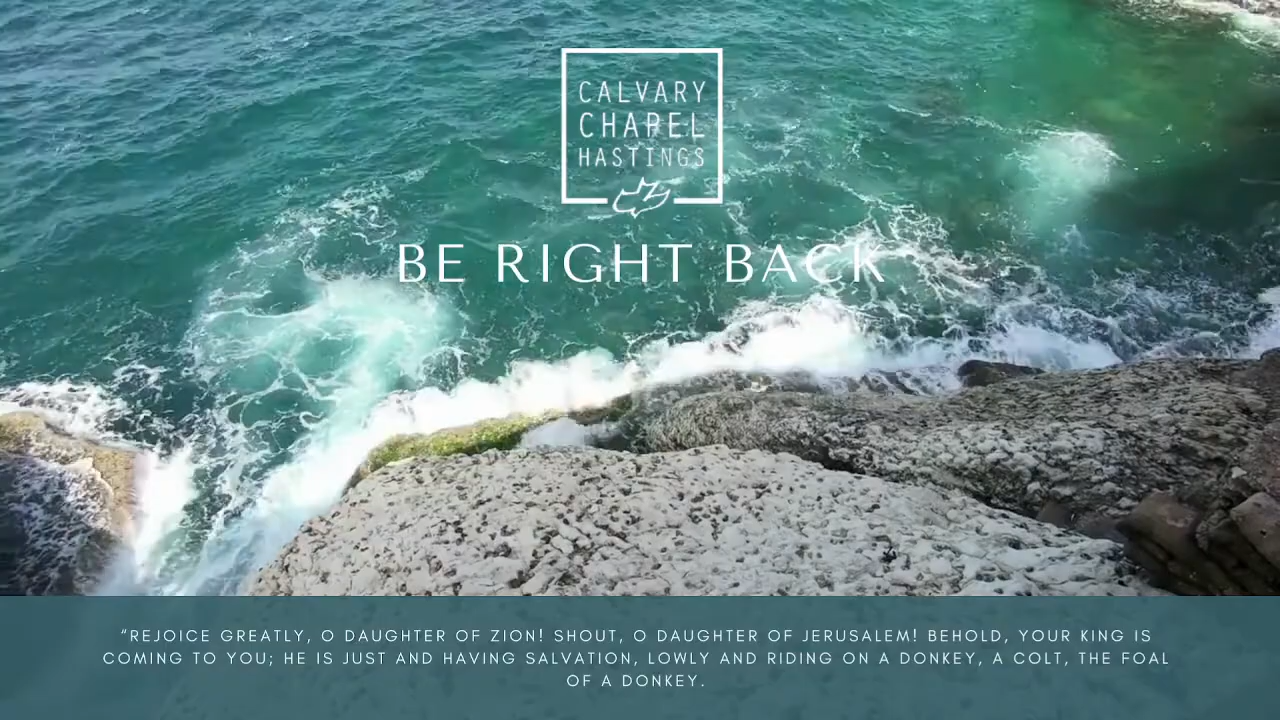 CALVARY
CHAPEL
HASTINGS
BE RIGHT BACK
“REJOICE GREATLY, O DAUGHTER OF ZION! SHOUT, O DAUGHTER OF JERUSALEM! BEHOLD, YOUR KING IS
COMING TO YOU; HE IS JUST AND HAVING SALVATION, LOWLY AND RIDING ON A DONKEY, A COLT, THE FOAL
OF A DONKEY.